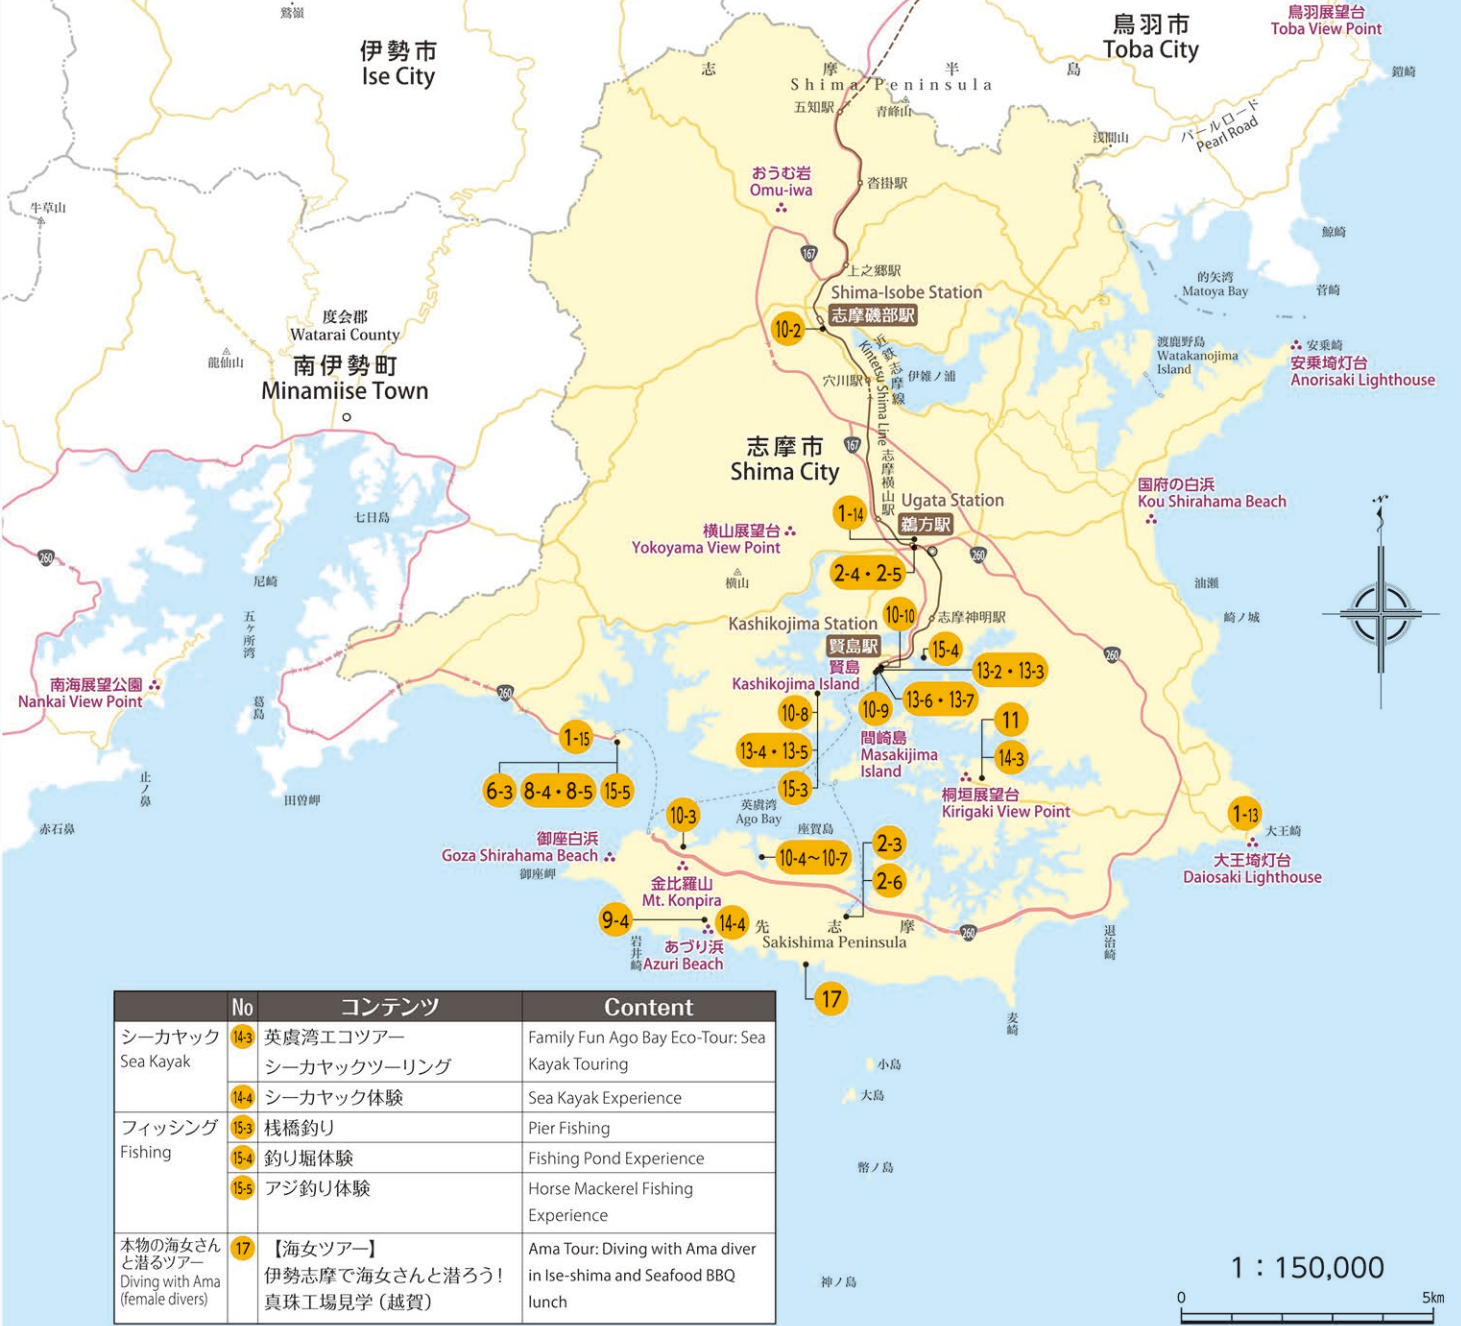 鷲嶺
伊勢市
Ise City
鳥羽市
Toba City
鳥羽展望台
Toba View Point
志摩半島
Shima Peninsula
鎧崎
五知駅
青峰山
パールロード
Pearl Road
浅間山
おうむ岩
Omu-iwa
沓掛駅
牛草山
鯨崎
167
上之郷駅
的矢湾
Matoya Bay
菅崎
Shima-Isobe Station
志摩磯部駅
10-2
度会郡
Watarai County
南伊勢町
Minamiise Town
龍仙山
近鉄志摩線
Kintetsu Shima Line
渡鹿野島
Watakanojima
Island
安乗崎
安乗埼灯台
Anorisaki Lighthouse
穴川駅
伊雑ノ浦
志摩市
Shima City
167
志摩横山駅
国府の白浜
Kou Shirahama Beach
Ugata Station
鵜方駅
1-14
七日島
横山展望台
Yokoyama View Point
横山
2-4・2-5
260
260
尼崎
五ヶ所湾
汕瀬
崎ノ城
N
10-10
志摩神明駅
Kashikojima Station
賢島駅
15-4
賢島
Kashikojima Island
13-2・13-3
13-6・13-7
260
南海展望公園
Nankai View Point
葛島
260
10-8
10-9
11
1-15
間崎島
Masakijima
Island
13-4・13-5
14-3
6-3
8-4・8-5
15-5
15-3
桐垣展望台
Kirigaki View Point
止ノ鼻
田曽岬
赤石鼻
10-3
英虞湾
Ago Bay
座賀島
1-13
大王崎
大王埼灯台
Daiosaki Lighthouse
御座白浜
Goza Shirahama Beach
御座岬
10-4～10-7
2-3
2-6
金比羅山
Mt. Konpira
9-4
14-4
先志摩
Sakishima Peninsula
260
退治崎
岩井崎
あづり浜
Azuri Beach
17
麦崎
小島
大島
幣ノ島
神ノ島
No コンテンツ Content
シーカヤック 14-3 英虞湾エコツアー Family Fun Ago Bay Eco-Tour: Sea
Sea Kayak シーカヤックツーリング Kayak Touring
14-4 シーカヤック体験 Sea Kayak Experience
フィッシング 15-3 桟橋釣り Pier Fishing
Fishing 15-4 釣り堀体験 Fishing Pond Experience
15-5 アジ釣り体験 Horse Mackerel Fishing
Experience
本物の海女さん 17 【海女ツアー】 Ama Tour: Diving with Ama diver
と潜るツアー 伊勢志摩で海女さんと潜ろう！ in Ise-shima and Seafood BBQ
Diving with Ama 真珠工場見学（越賀） lunch
(female divers)
1：150,000
0 5km